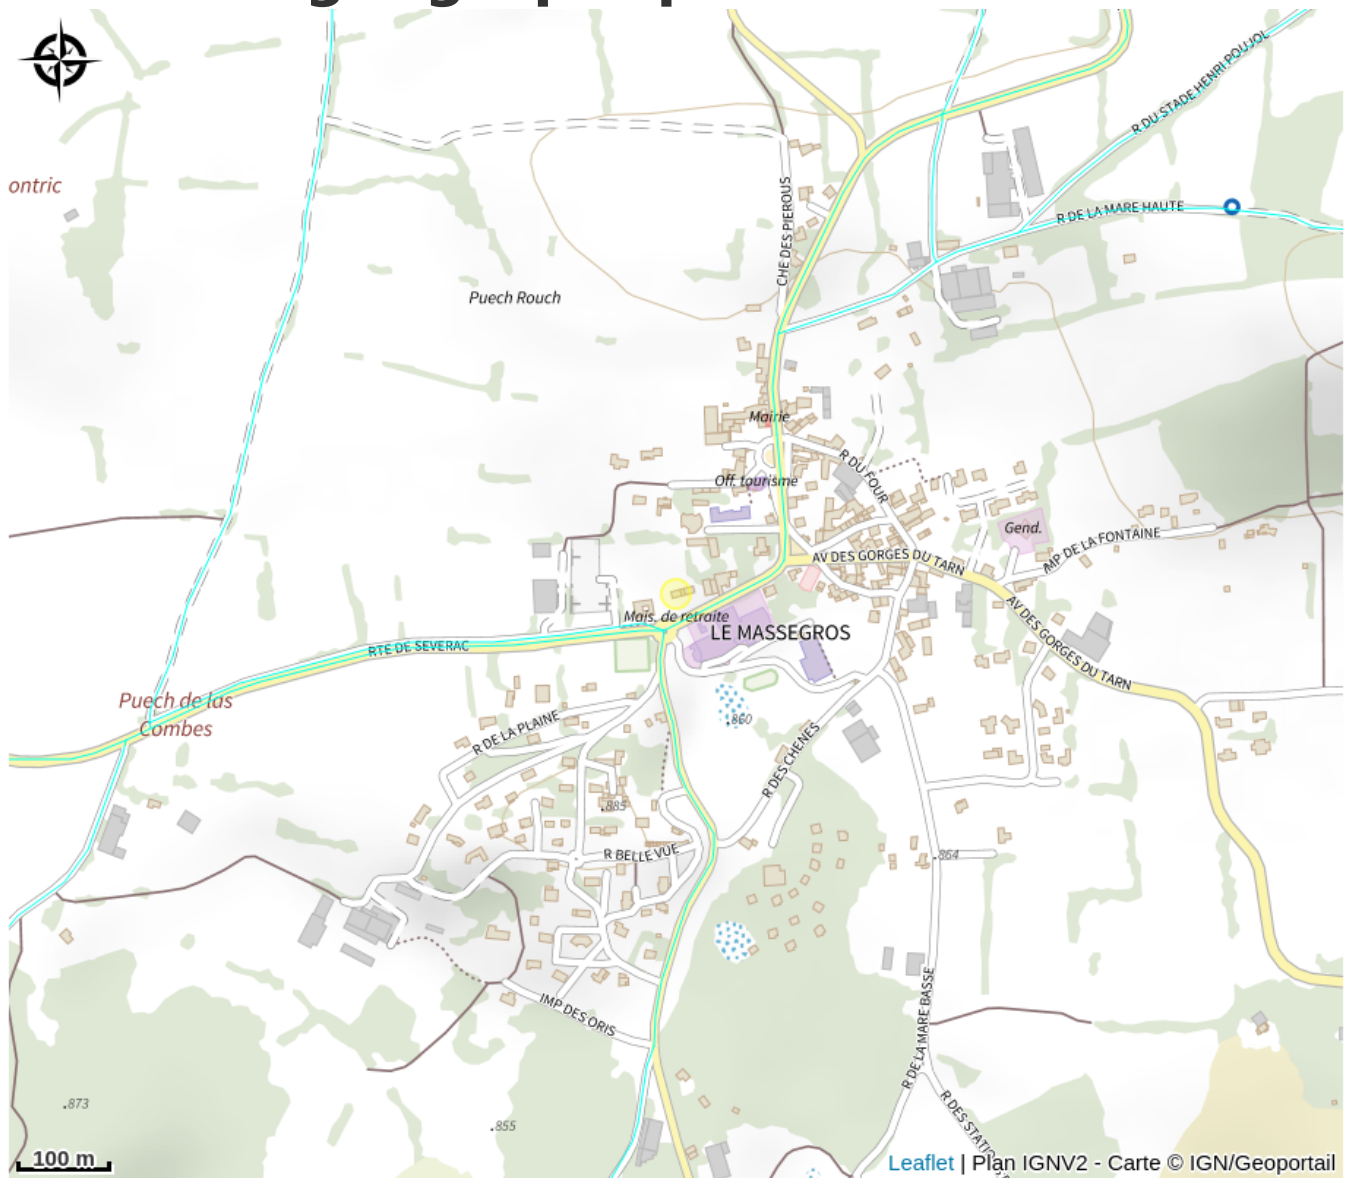 R DU STADE HENRI POUJOL
ontric
R DE LA MARE HAUTE
CHE DES PIEROUS
Puech Rouch
Mairie
R DU FOUR
Off. tourisme
Gend.
IMP DE LA FONTAINE
AV DES GORGES DU TARN
Mais. de retraite
LE MASSEGROS
AV DES GORGES DU TARN
RTE DE SEVERAC
Puech de las
Combes
.860
R DE LA PLAINE
R DES CHENES
.885
R BELLE VUE
.864
R DE LA MARE BASSE
IMP DES ORIS
.873
.855
R DES STATI
100 m
Leaflet | Plan IGNV2 - Carte © IGN/Geoportail